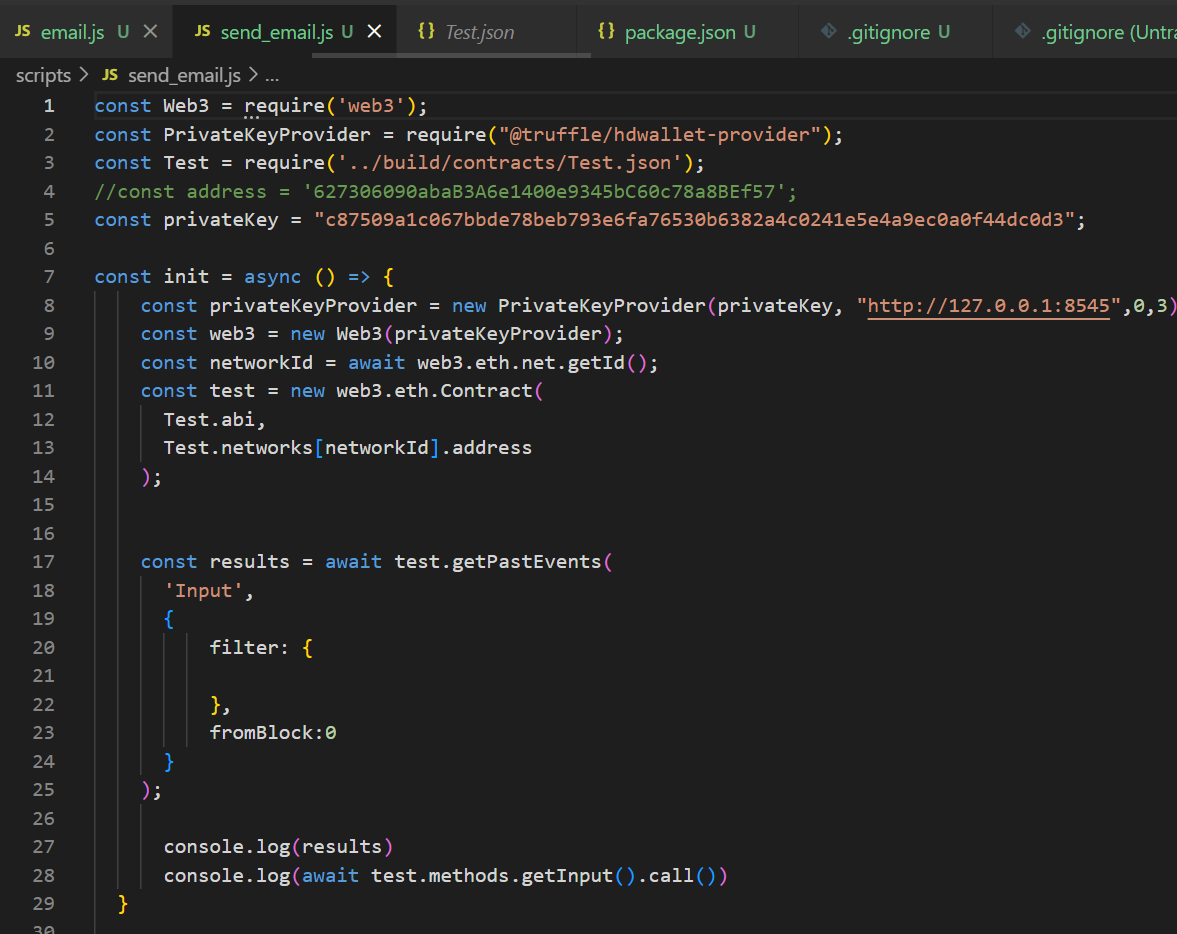 JS email.js U × JS send_email.js U × {} Test.json {} package.json U .gitignore U .gitignore (Untra
scripts > JS send_email.js > ...
1 const Web3 = require('web3');
2 const PrivateKeyProvider = require("@truffle/hdwallet-provider");
3 const Test = require('../build/contracts/Test.json');
4 //const address = '627306090abaB3A6e1400e9345bC60c78a8BEf57';
5 const privateKey = "c87509a1c067bbde78beb793e6fa76530b6382a4c0241e5e4a9ec0a0f44dc0d3";
6
7 const init = async () => {
8 const privateKeyProvider = new PrivateKeyProvider(privateKey, "http://127.0.0.1:8545",0,3)
9 const web3 = new Web3(privateKeyProvider);
10 const networkId = await web3.eth.net.getId();
11 const test = new web3.eth.Contract(
12 Test.abi,
13 Test.networks[networkId].address
14 );
15
16
17 const results = await test.getPastEvents(
18 'Input',
19 {
20 filter: {
21
22 },
23 fromBlock:0
24 }
25 );
26
27 console.log(results)
28 console.log(await test.methods.getInput().call())
29 }
30